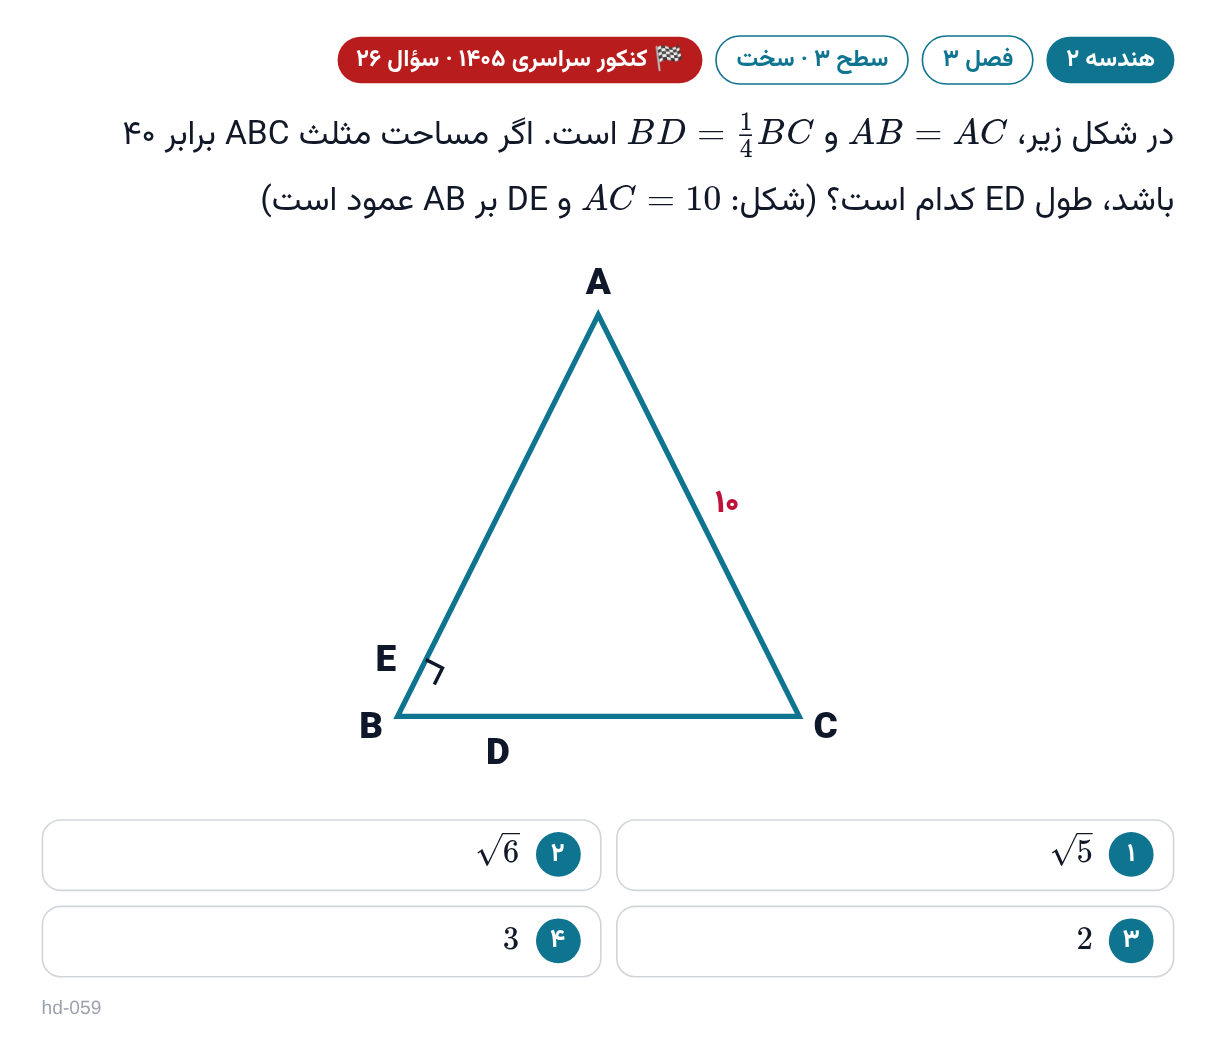 هندسه ۲
فصل ۳
سطح ۳ · سخت
🏁 کنکور سراسری ۱۴۰۵ · سؤال ۲۶
در شکل زیر، AB = AC و BD = 1/4 BC است. اگر مساحت مثلث ABC برابر ۴۰
باشد، طول ED کدام است؟ (شکل: AC = 10 و DE بر AB عمود است)
A
۱۰
E
B
C
D
۱ √5
۲ √6
۳ 2
۴ 3
hd-059